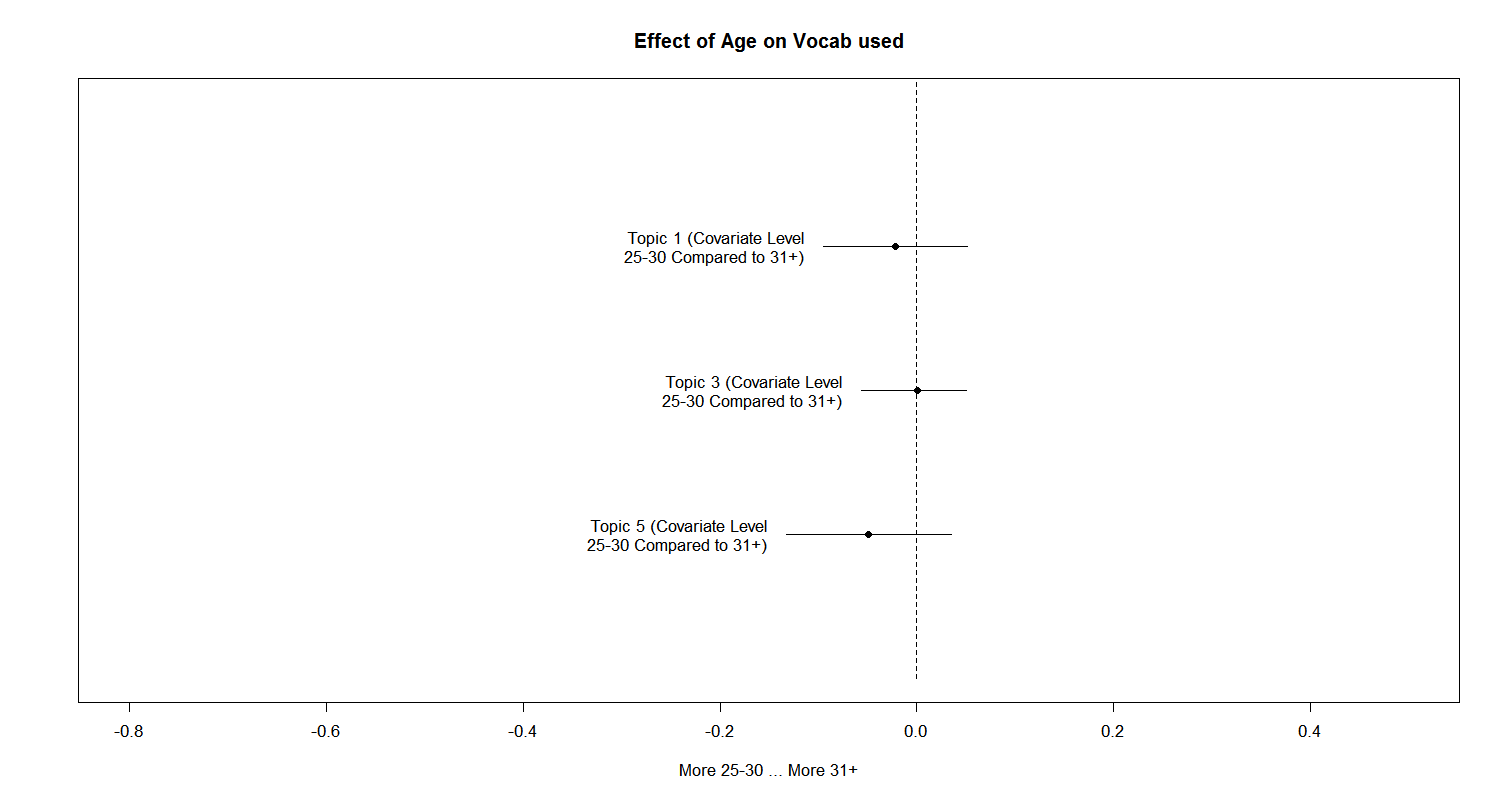 Effect of Age on Vocab used
Topic 1 (Covariate Level
25-30 Compared to 31+)
Topic 3 (Covariate Level
25-30 Compared to 31+)
Topic 5 (Covariate Level
25-30 Compared to 31+)
-0.8 -0.6 -0.4 -0.2 0.0 0.2 0.4
More 25-30 ... More 31+